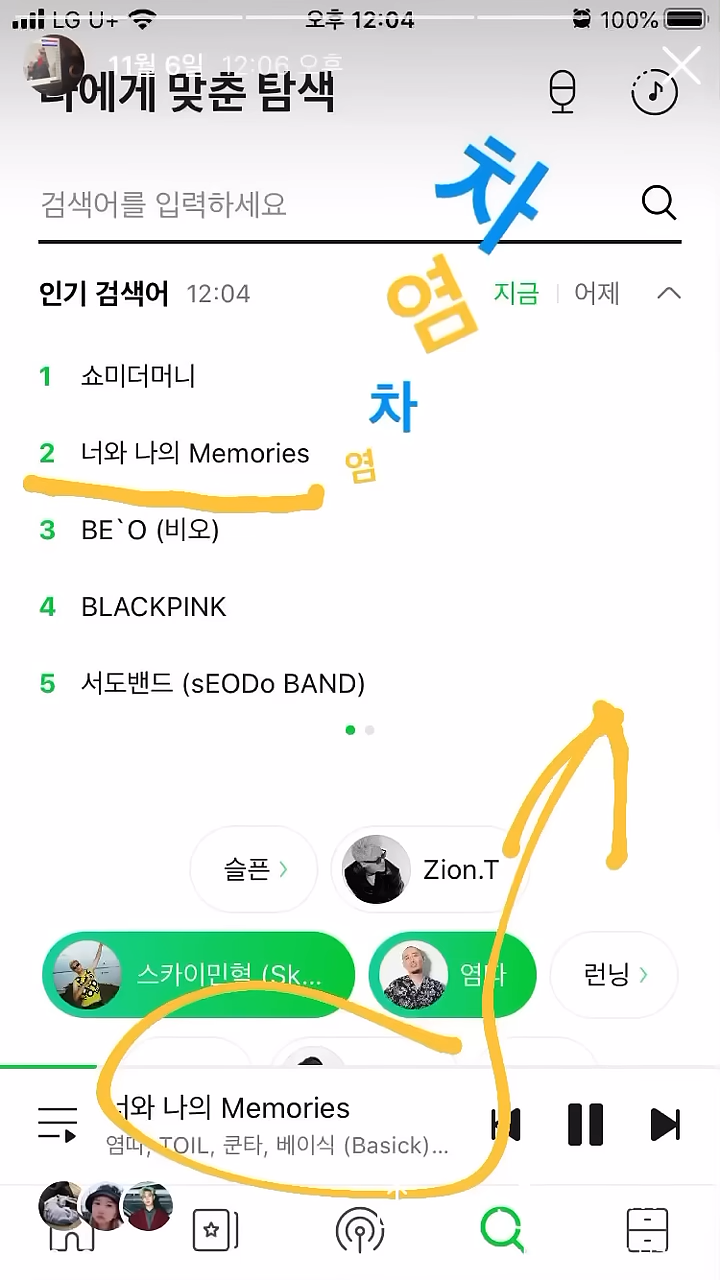 LG U+ 오후 12:04 100%
11월 6일 12:06 오후
나에게 맞춘 탐색
차
검색어를 입력하세요
염
인기 검색어 12:04 지금 어제
1 쇼미더머니
차
2 너와 나의 Memories
염
3 BE`O (비오)
4 BLACKPINK
5 서도밴드 (sEODo BAND)
슬픈 Zion.T
스카이민혁 (Sk... 염따 런닝
너와 나의 Memories
염따, TOIL, 쿤타, 베이식 (Basick)...